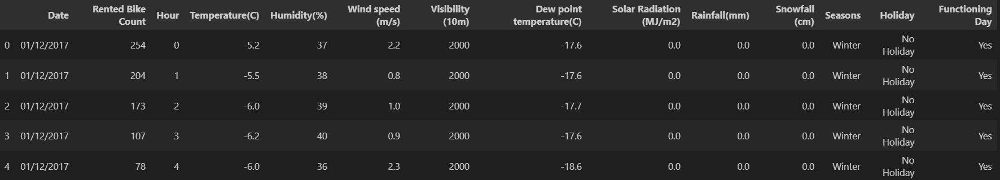 Date Rented Bike Count Hour Temperature(C) Humidity(%) Wind speed (m/s) Visibility (10m) Dew point temperature(C) Solar Radiation (MJ/m2) Rainfall(mm) Snowfall (cm) Seasons Holiday Functioning Day
0 01/12/2017 254 0 -5.2 37 2.2 2000 -17.6 0.0 0.0 0.0 Winter No Holiday Yes
1 01/12/2017 204 1 -5.5 38 0.8 2000 -17.6 0.0 0.0 0.0 Winter No Holiday Yes
2 01/12/2017 173 2 -6.0 39 1.0 2000 -17.7 0.0 0.0 0.0 Winter No Holiday Yes
3 01/12/2017 107 3 -6.2 40 0.9 2000 -17.6 0.0 0.0 0.0 Winter No Holiday Yes
4 01/12/2017 78 4 -6.0 36 2.3 2000 -18.6 0.0 0.0 0.0 Winter No Holiday Yes